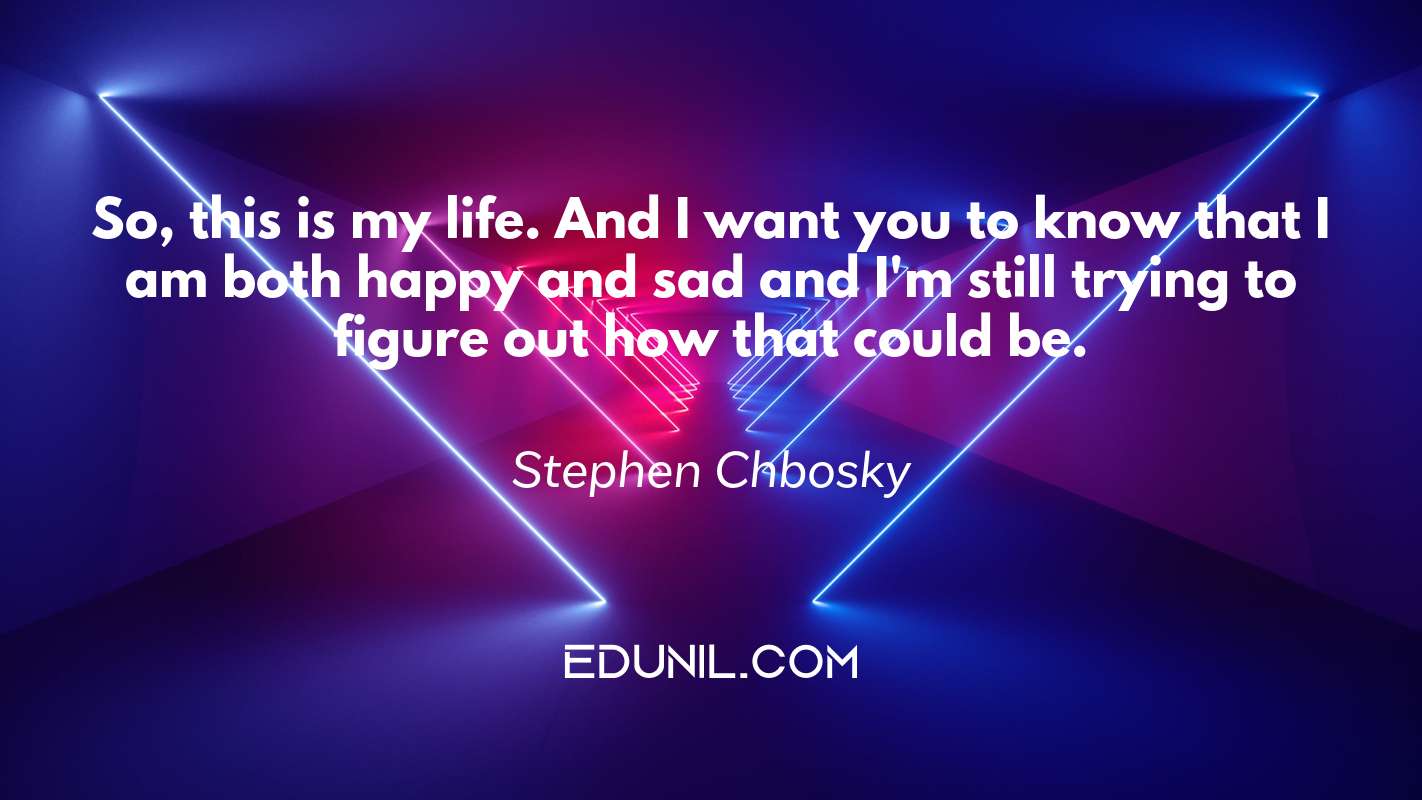 So, this is my life. And I want you to know that I
am both happy and sad and I'm still trying to
figure out how that could be.
Stephen Chbosky
EDUNIL.COM